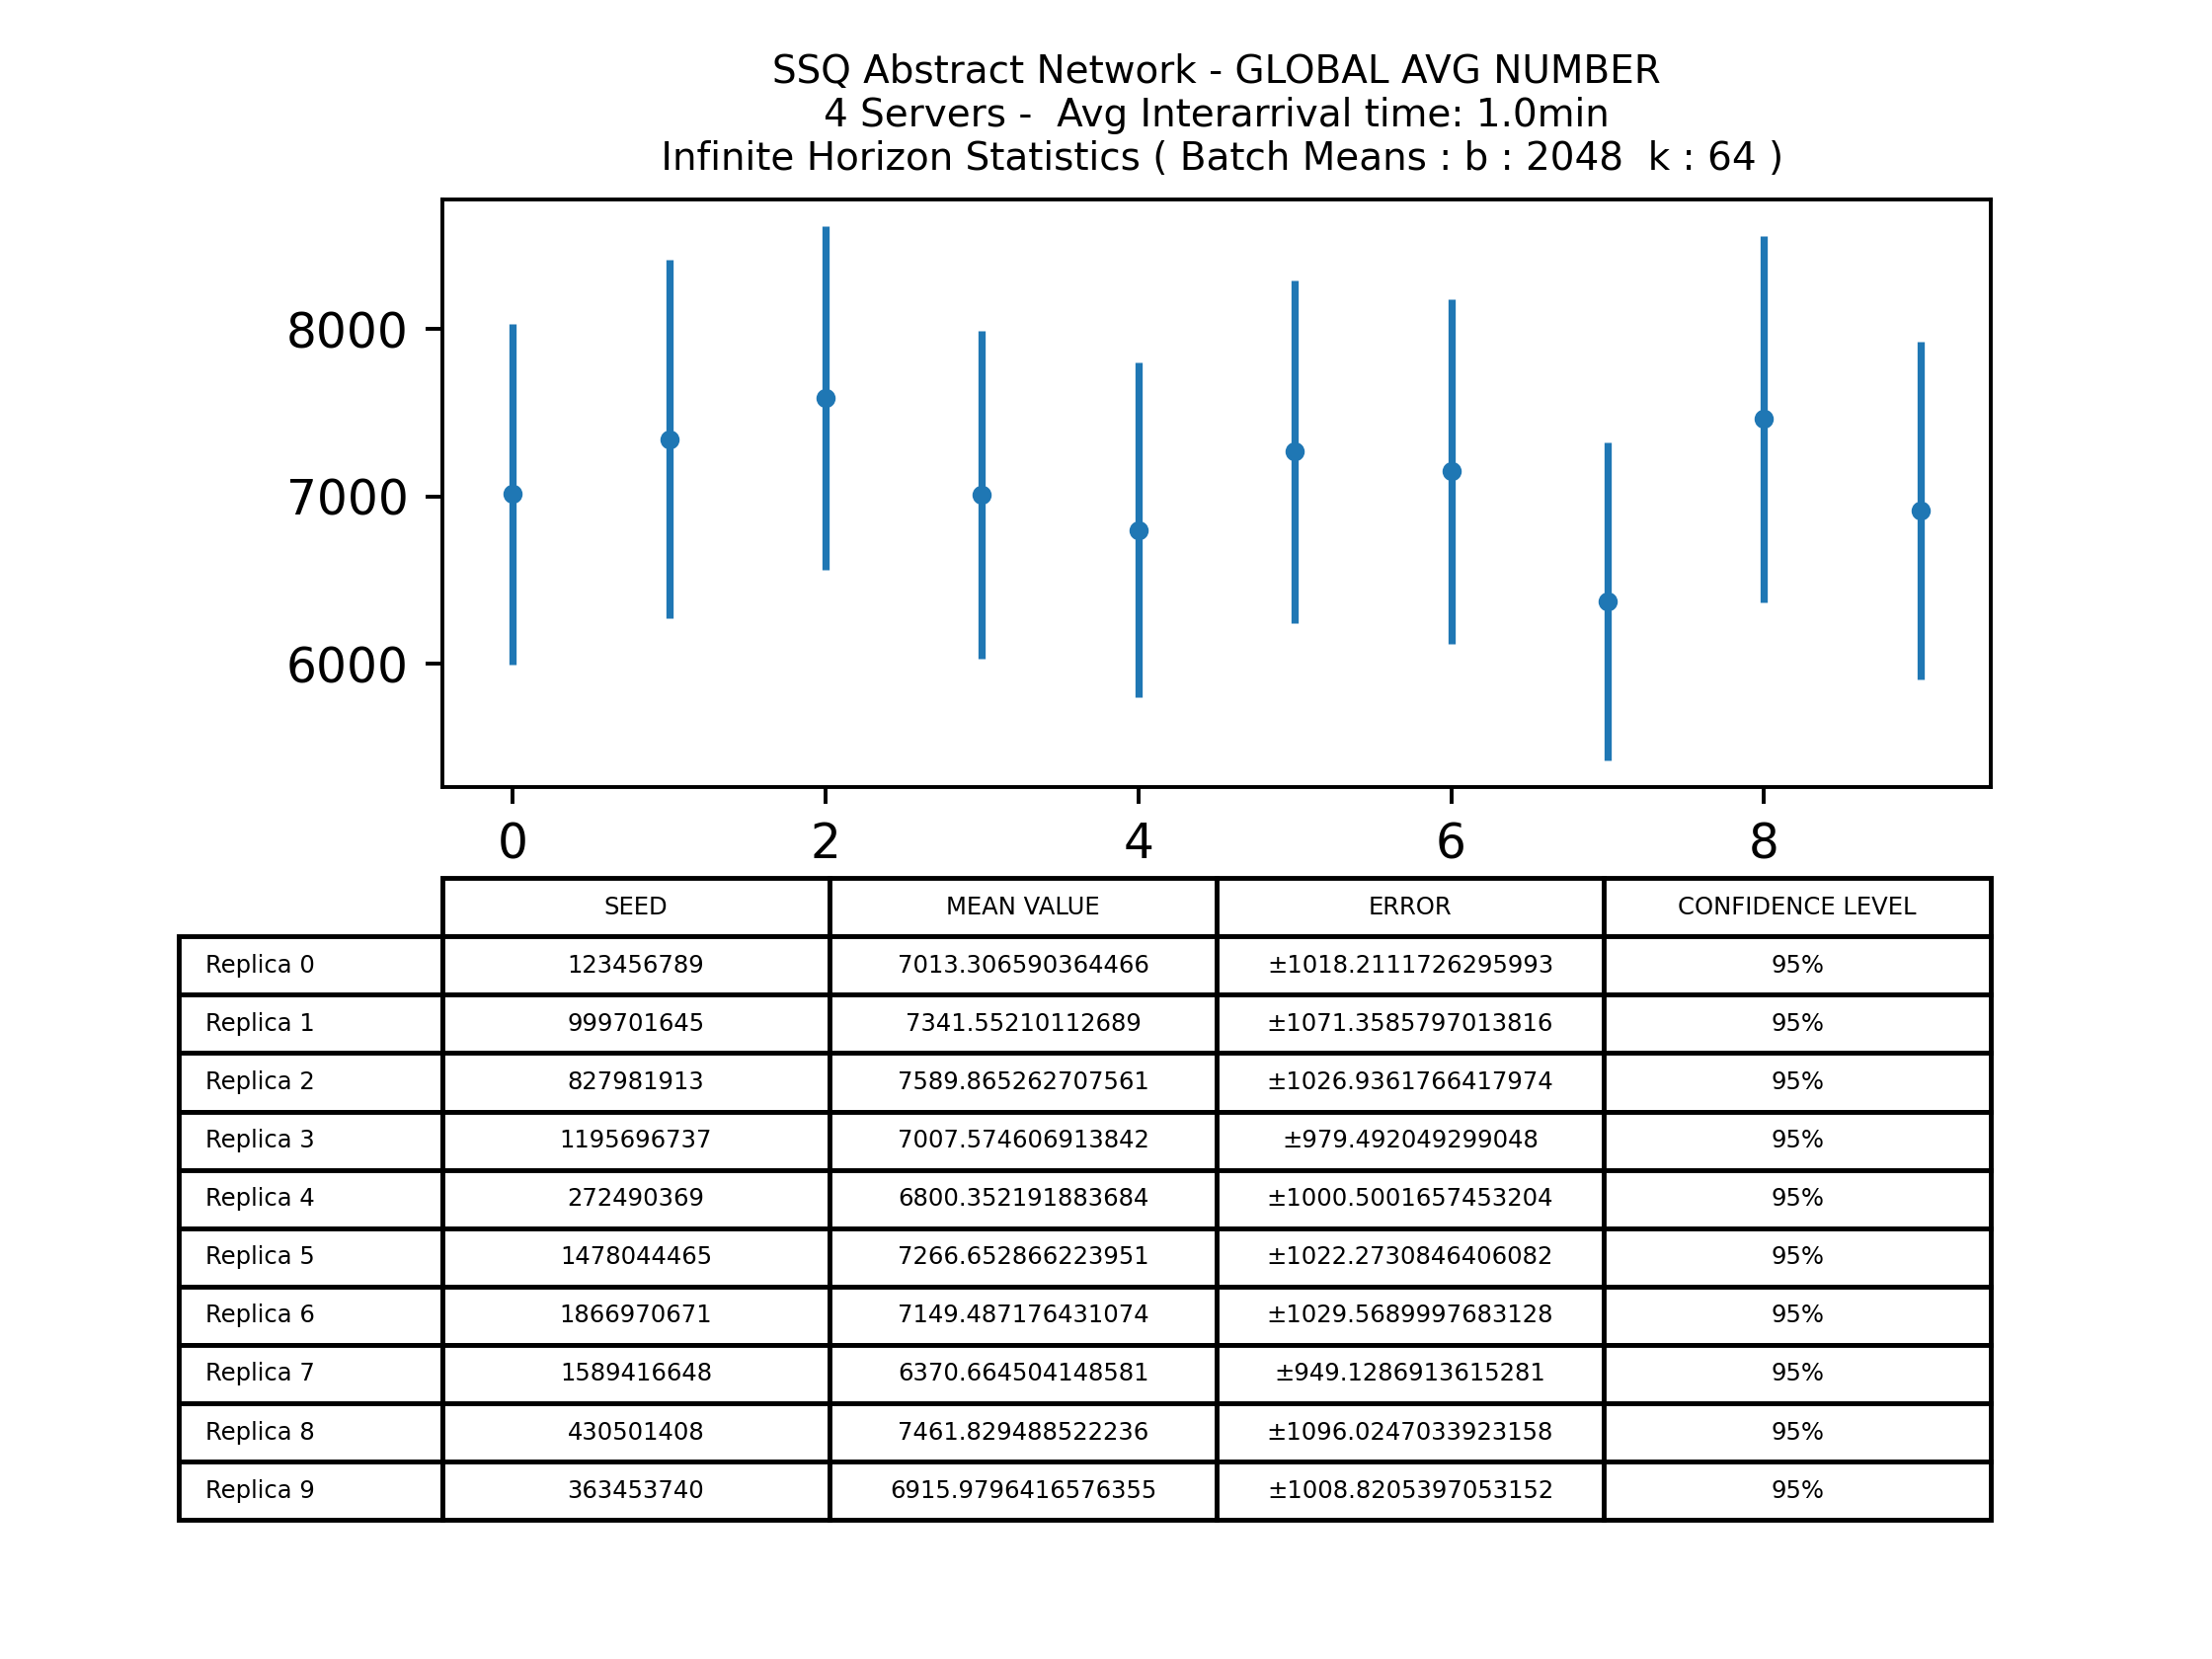 SSQ Abstract Network - GLOBAL AVG NUMBER
4 Servers -  Avg Interarrival time: 1.0min
Infinite Horizon Statistics ( Batch Means : b : 2048  k : 64 )
8000
7000
6000
0 2 4 6 8
SEED MEAN VALUE ERROR CONFIDENCE LEVEL
Replica 0 123456789 7013.306590364466 ±1018.2111726295993 95%
Replica 1 999701645 7341.55210112689 ±1071.3585797013816 95%
Replica 2 827981913 7589.865262707561 ±1026.9361766417974 95%
Replica 3 1195696737 7007.574606913842 ±979.492049299048 95%
Replica 4 272490369 6800.352191883684 ±1000.5001657453204 95%
Replica 5 1478044465 7266.652866223951 ±1022.2730846406082 95%
Replica 6 1866970671 7149.487176431074 ±1029.5689997683128 95%
Replica 7 1589416648 6370.664504148581 ±949.1286913615281 95%
Replica 8 430501408 7461.829488522236 ±1096.0247033923158 95%
Replica 9 363453740 6915.9796416576355 ±1008.8205397053152 95%